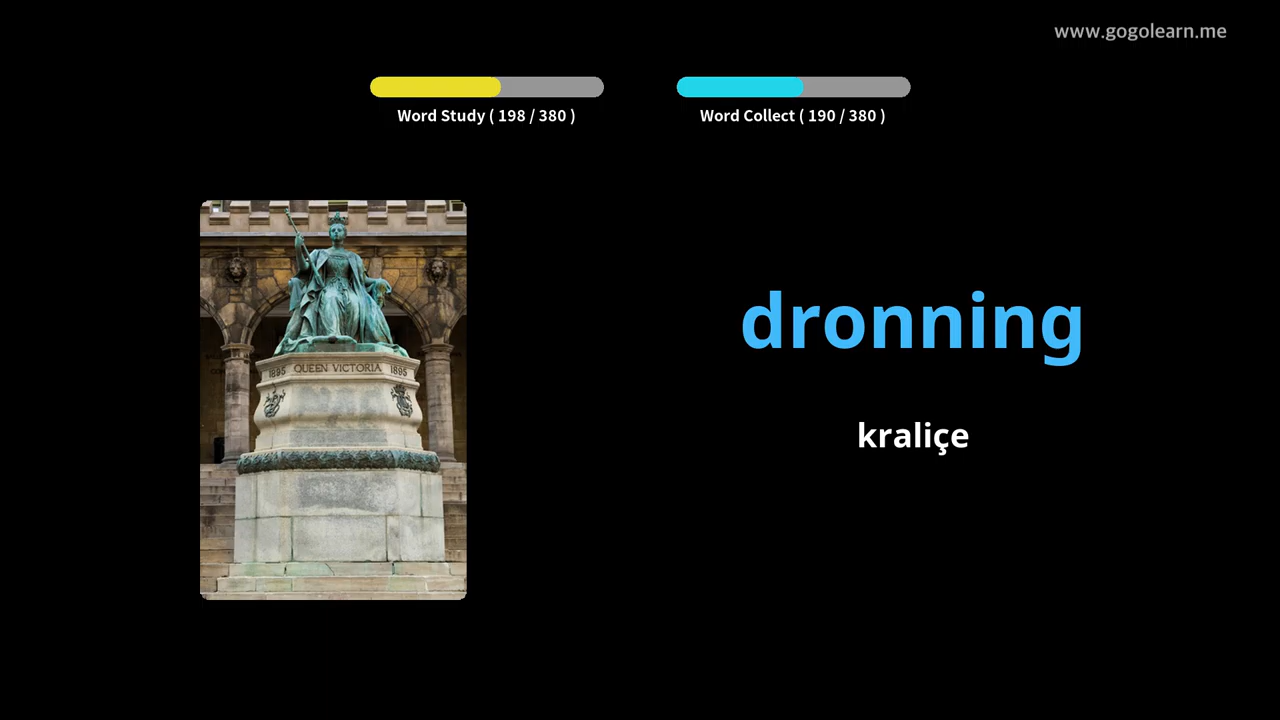 www.gogolearn.me
Word Study ( 198 / 380 )
Word Collect ( 190 / 380 )
1895 QUEEN VICTORIA 1895
dronning
kraliçe